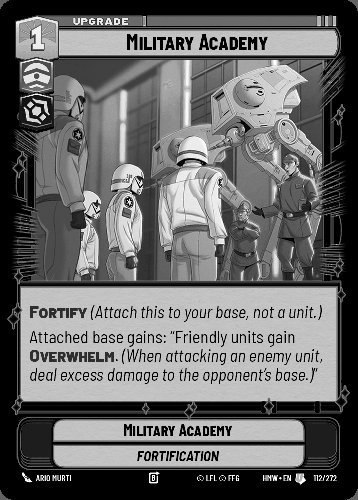 UPGRADE
1
MILITARY ACADEMY
FORTIFY (Attach this to your base, not a unit.)
Attached base gains: “Friendly units gain
OVERWHELM. (When attacking an enemy unit,
deal excess damage to the opponent’s base.)”
MILITARY ACADEMY
FORTIFICATION
ARIO MURTI
© LFL © FFG
HMW • EN
112/272